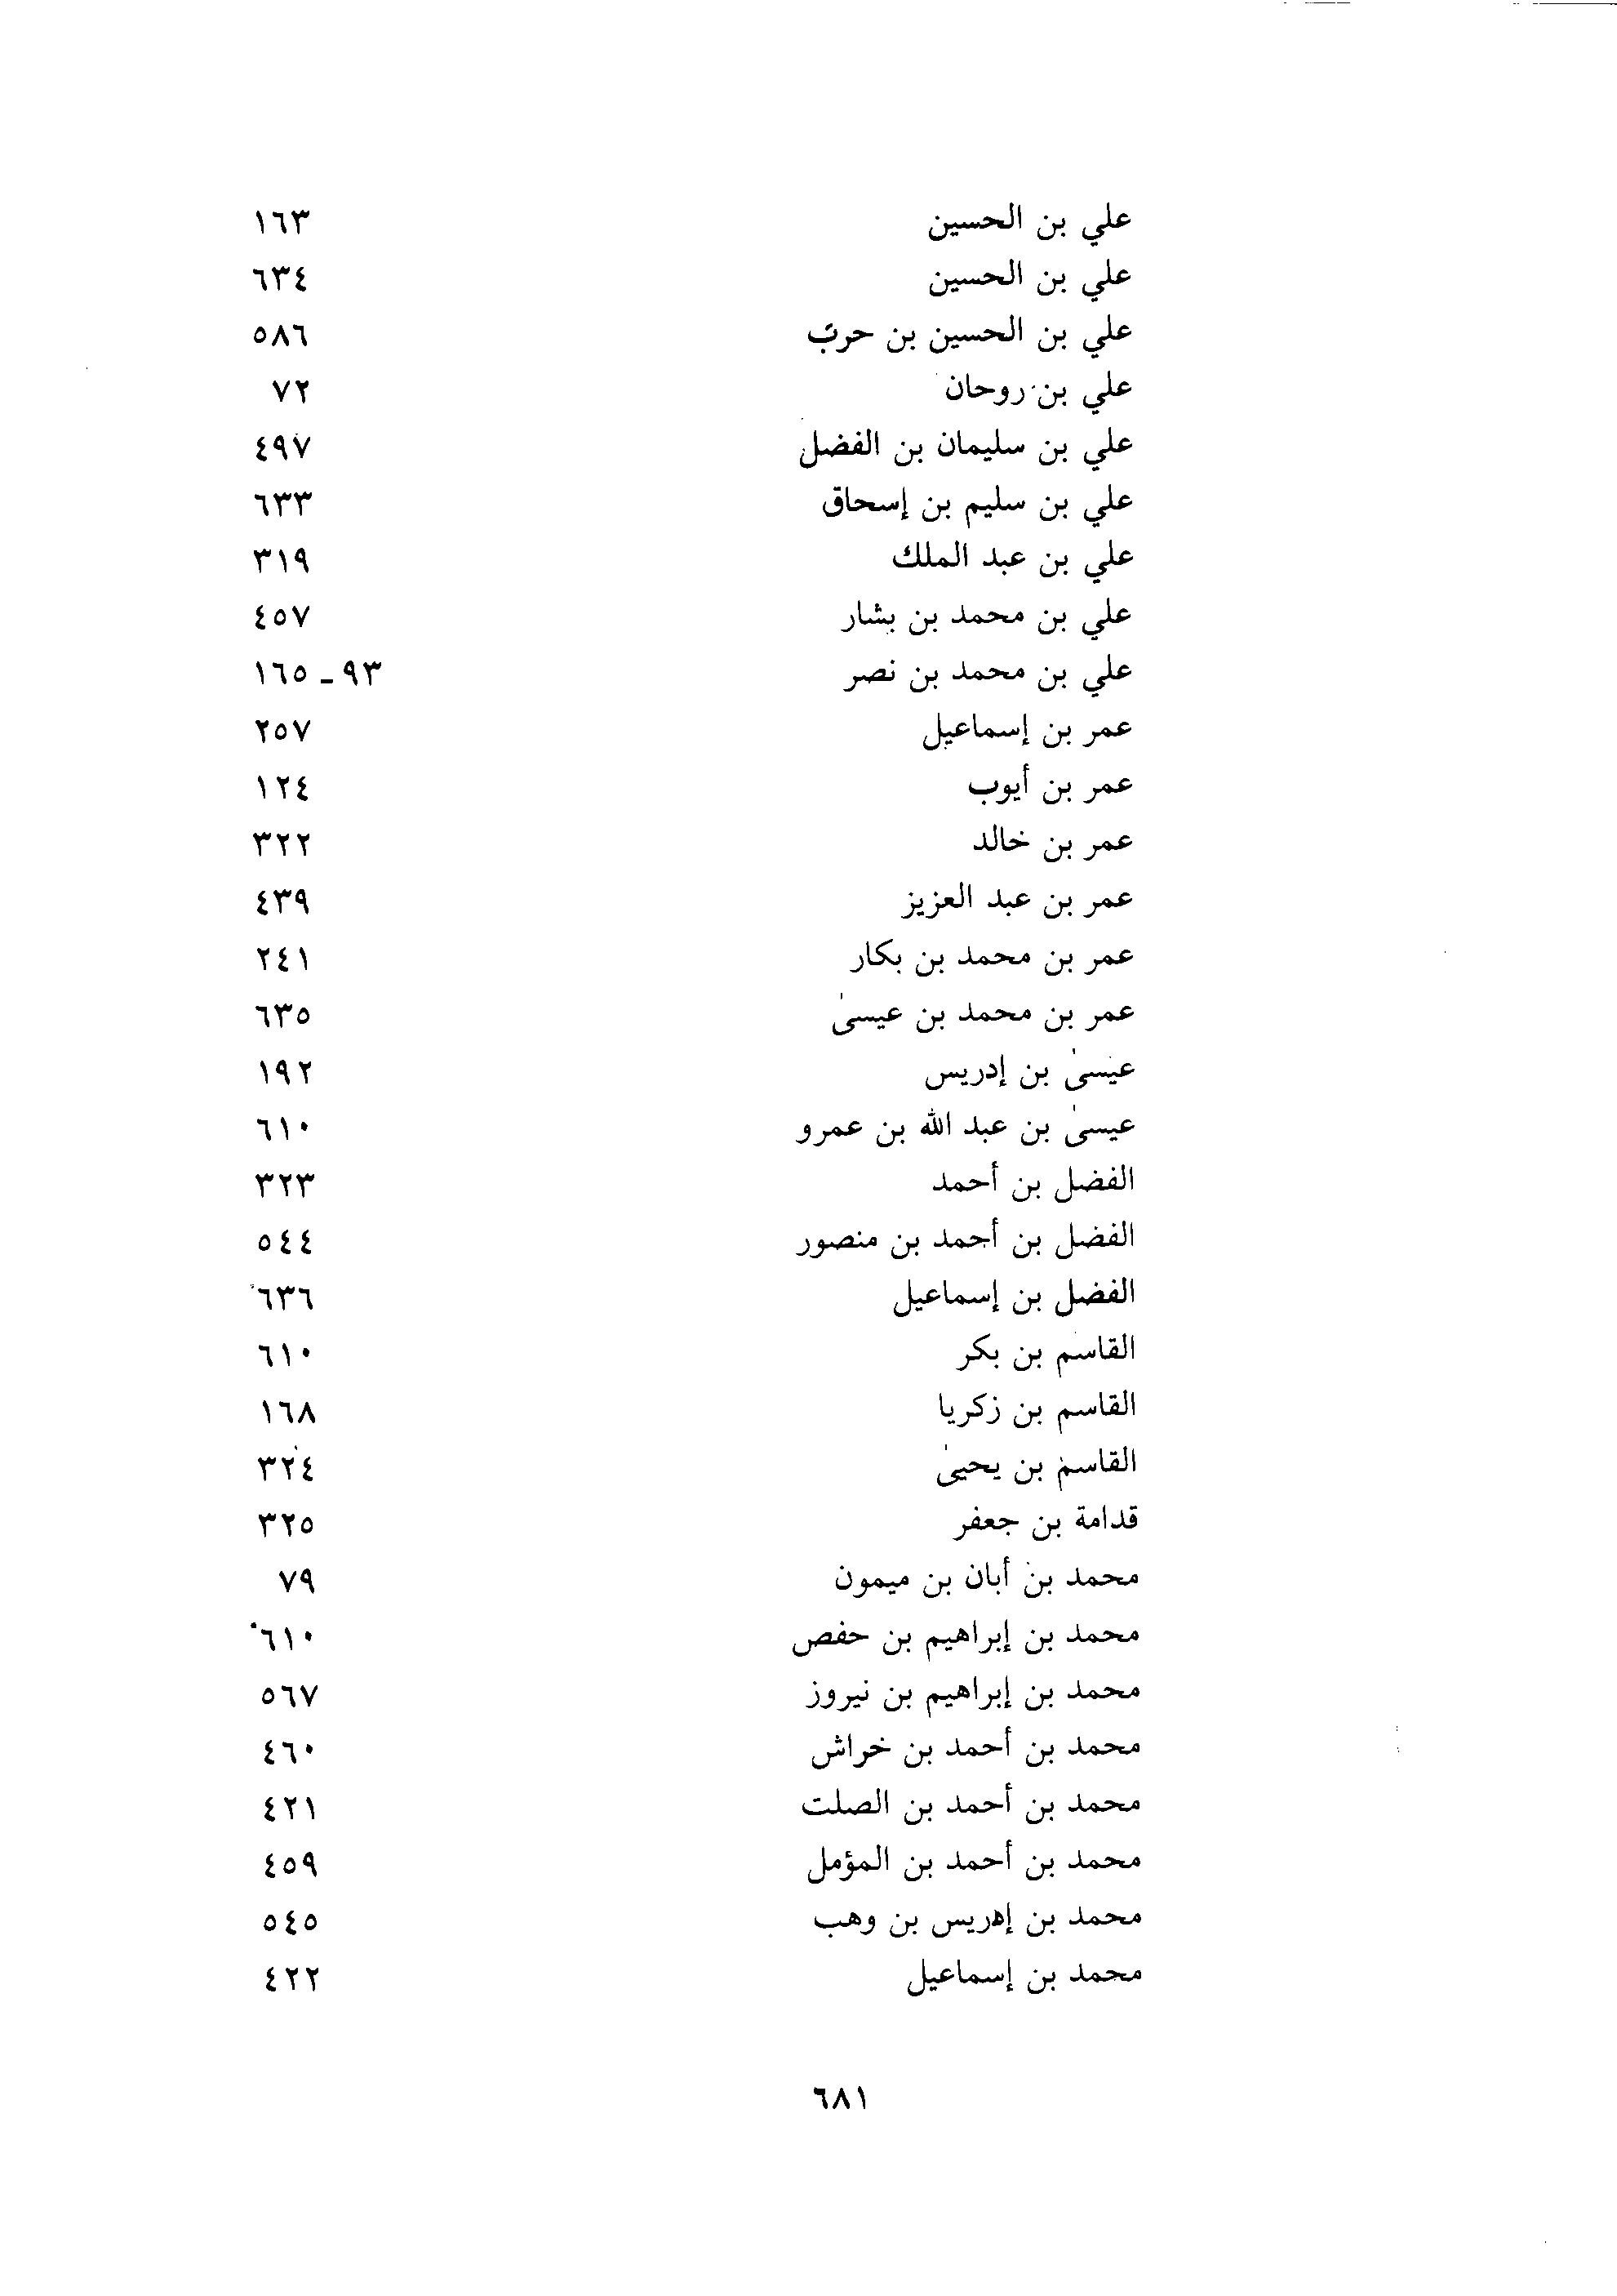 علي بن الحسين ١٦٣
علي بن الحسين ٦٣٤
علي بن الحسين بن حرب ٥٨٦
علي بن روحان ٧٢
علي بن سليمان بن الفضل ٤٩٧
علي بن سليم بن إسحاق ٦٣٣
علي بن عبد الملك ٣١٩
علي بن محمد بن بشار ٤٥٧
علي بن محمد بن نصر ٩٣ - ١٦٥
عمر بن إسماعيل ٢٥٧
عمر بن أيوب ١٢٤
عمر بن خالد ٣٢٢
عمر بن عبد العزيز ٤٣٩
عمر بن محمد بن بكار ٢٤١
عمر بن محمد بن عيسىٰ ٦٣٥
عيسىٰ بن إدريس ١٩٢
عيسىٰ بن عبد الله بن عمرو ٦١٠
الفضل بن أحمد ٣٢٣
الفضل بن أحمد بن منصور ٥٤٤
الفضل بن إسماعيل ٦٣٦
القاسم بن بكر ٦١٠
القاسم بن زكريا ١٦٨
القاسم بن يحيىٰ ٣٢٤
قدامة بن جعفر ٣٢٥
محمد بن أبان بن ميمون ٧٩
محمد بن إبراهيم بن حفص ٦١٠
محمد بن إبراهيم بن نيروز ٥٦٧
محمد بن أحمد بن خراش ٤٦٠
محمد بن أحمد بن الصلت ٤٢١
محمد بن أحمد بن المؤمل ٤٥٩
محمد بن إدريس بن وهب ٥٤٥
محمد بن إسماعيل ٤٢٢
٦٨١